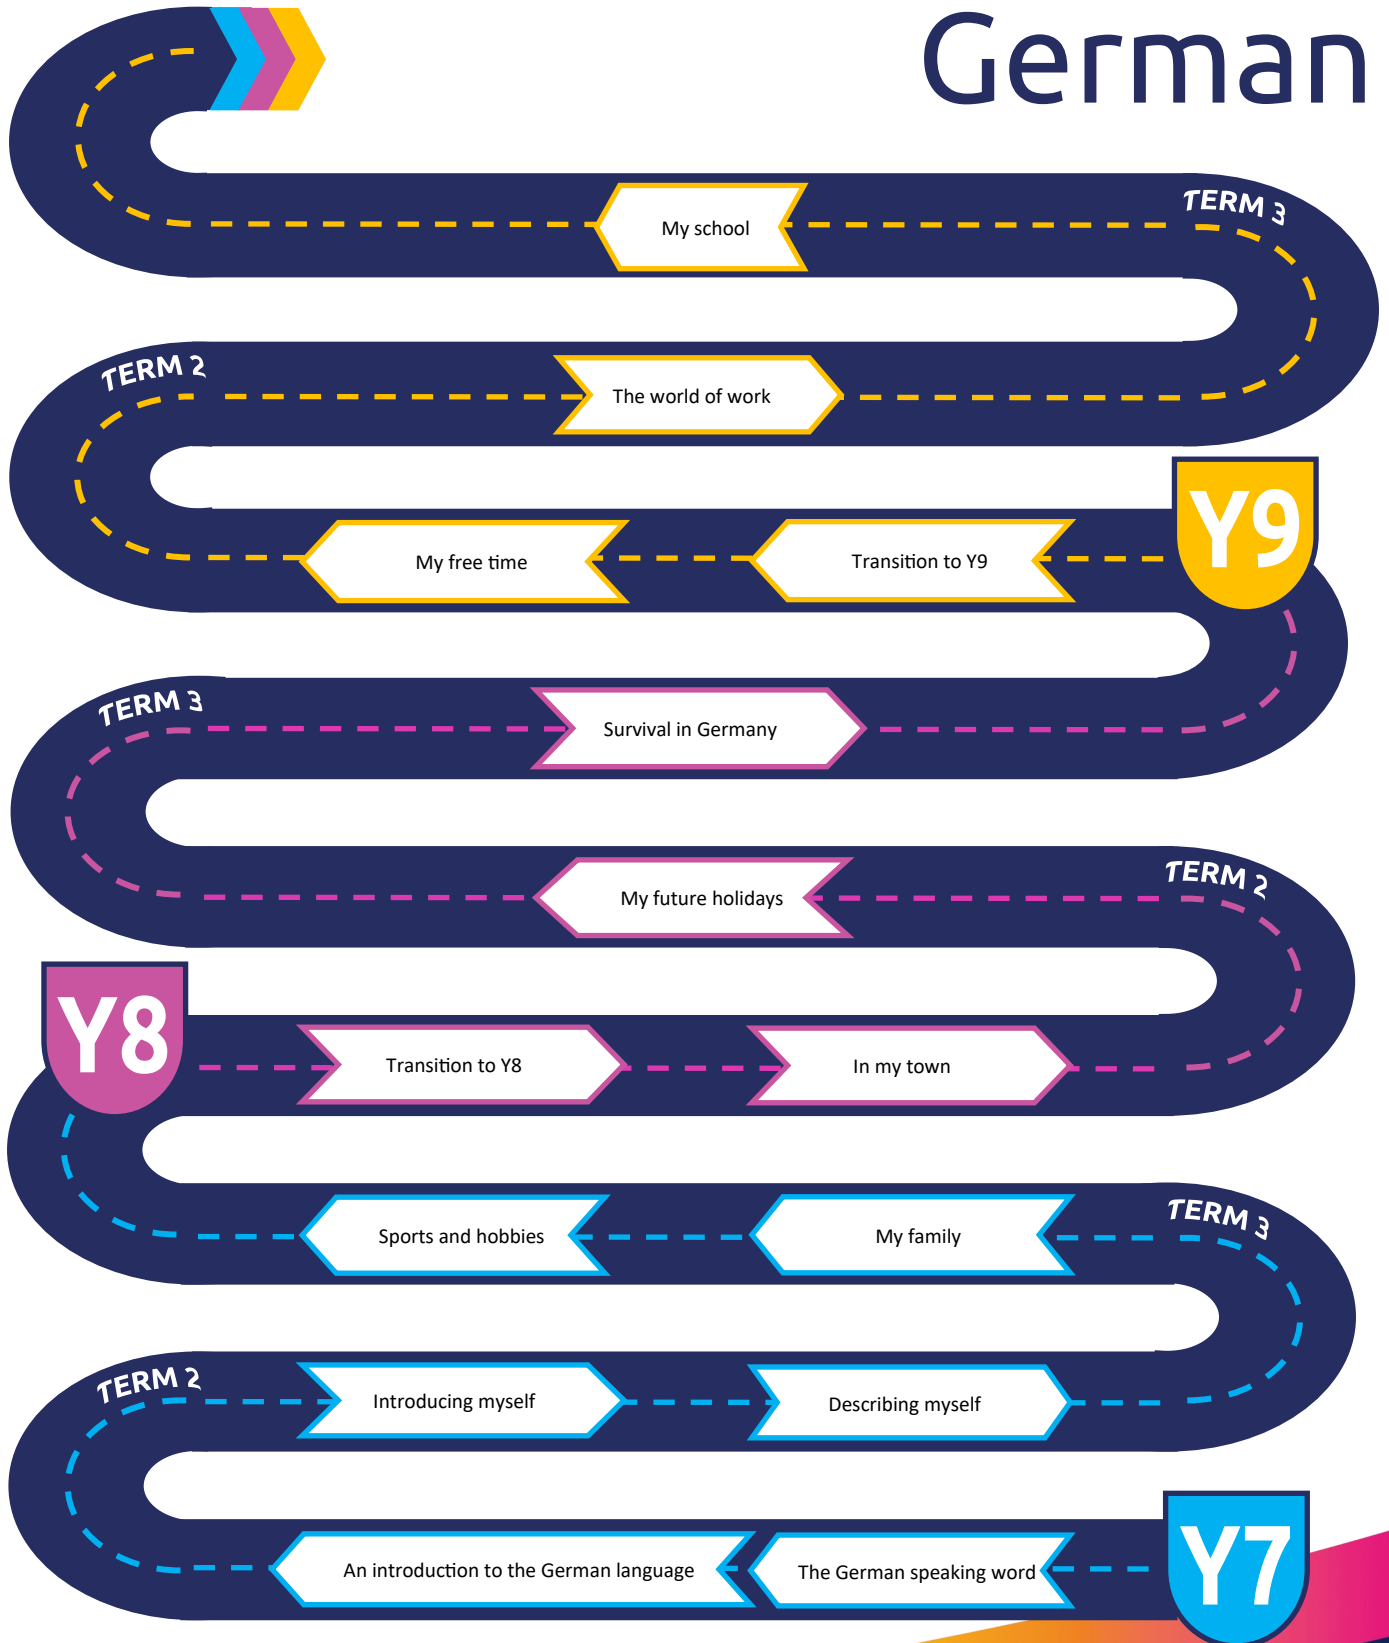 German
TERM 3
My school
TERM 2
The world of work
Y9
My free time
Transition to Y9
TERM 3
Survival in Germany
TERM 2
My future holidays
Y8
Transition to Y8
In my town
TERM 3
Sports and hobbies
My family
TERM 2
Introducing myself
Describing myself
Y7
An introduction to the German language
The German speaking word